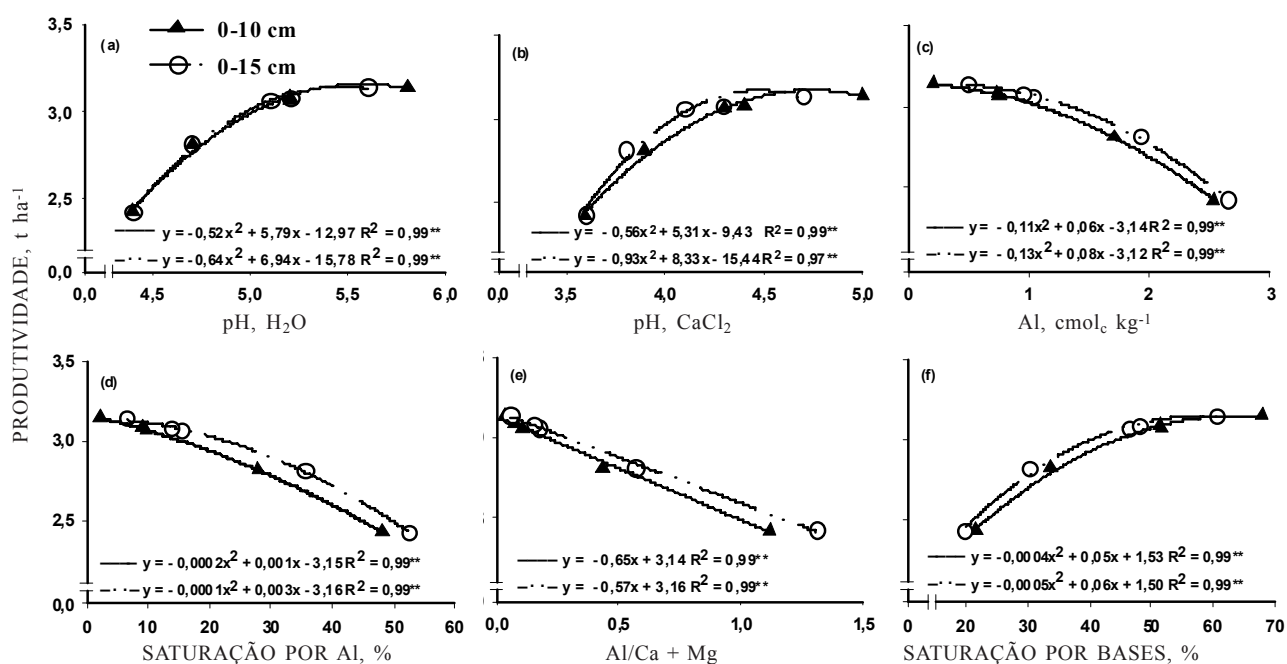 3,5
(a)
0-10 cm
0-15 cm
3,0
2,5
0,0
y = -0,52x² + 5,79x - 12,97 R² = 0,99**
y = -0,64x² + 6,94x - 15,78 R² = 0,99**
0,0 4,5 5,0 5,5 6,0
pH, H₂O
(b)
y = -0,56x² + 5,31x- 9,43 R² = 0,99**
y = -0,93x² + 8,33x - 15,44 R² = 0,97**
0,0 3,5 4,0 4,5 5,0
pH, CaCl₂
(c)
y = - 0,11x² + 0,06x - 3,14 R² = 0,99**
y = - 0,13x² + 0,08x - 3,12 R² = 0,99**
0 1 2 3
Al, cmolc kg⁻¹
PRODUTIVIDADE, t ha⁻¹
3,5
(d)
3,0
2,5
0,0
y = - 0,0002x² + 0,001x - 3,15 R² = 0,99**
y = - 0,0001x² + 0,003x - 3,16 R² = 0,99**
0 10 20 30 40 50 60
SATURAÇÃO POR Al, %
(e)
y = -0,65x + 3,14 R² = 0,99**
y = -0,57x + 3,16 R² = 0,99**
0,0 0,5 1,0 1,5
Al/Ca + Mg
(f)
y = -0,0004x² + 0,05x + 1,53 R² = 0,99**
y = -0,0005x² + 0,06x + 1,50 R² = 0,99**
0 20 30 40 50 60 70
SATURAÇÃO POR BASES, %